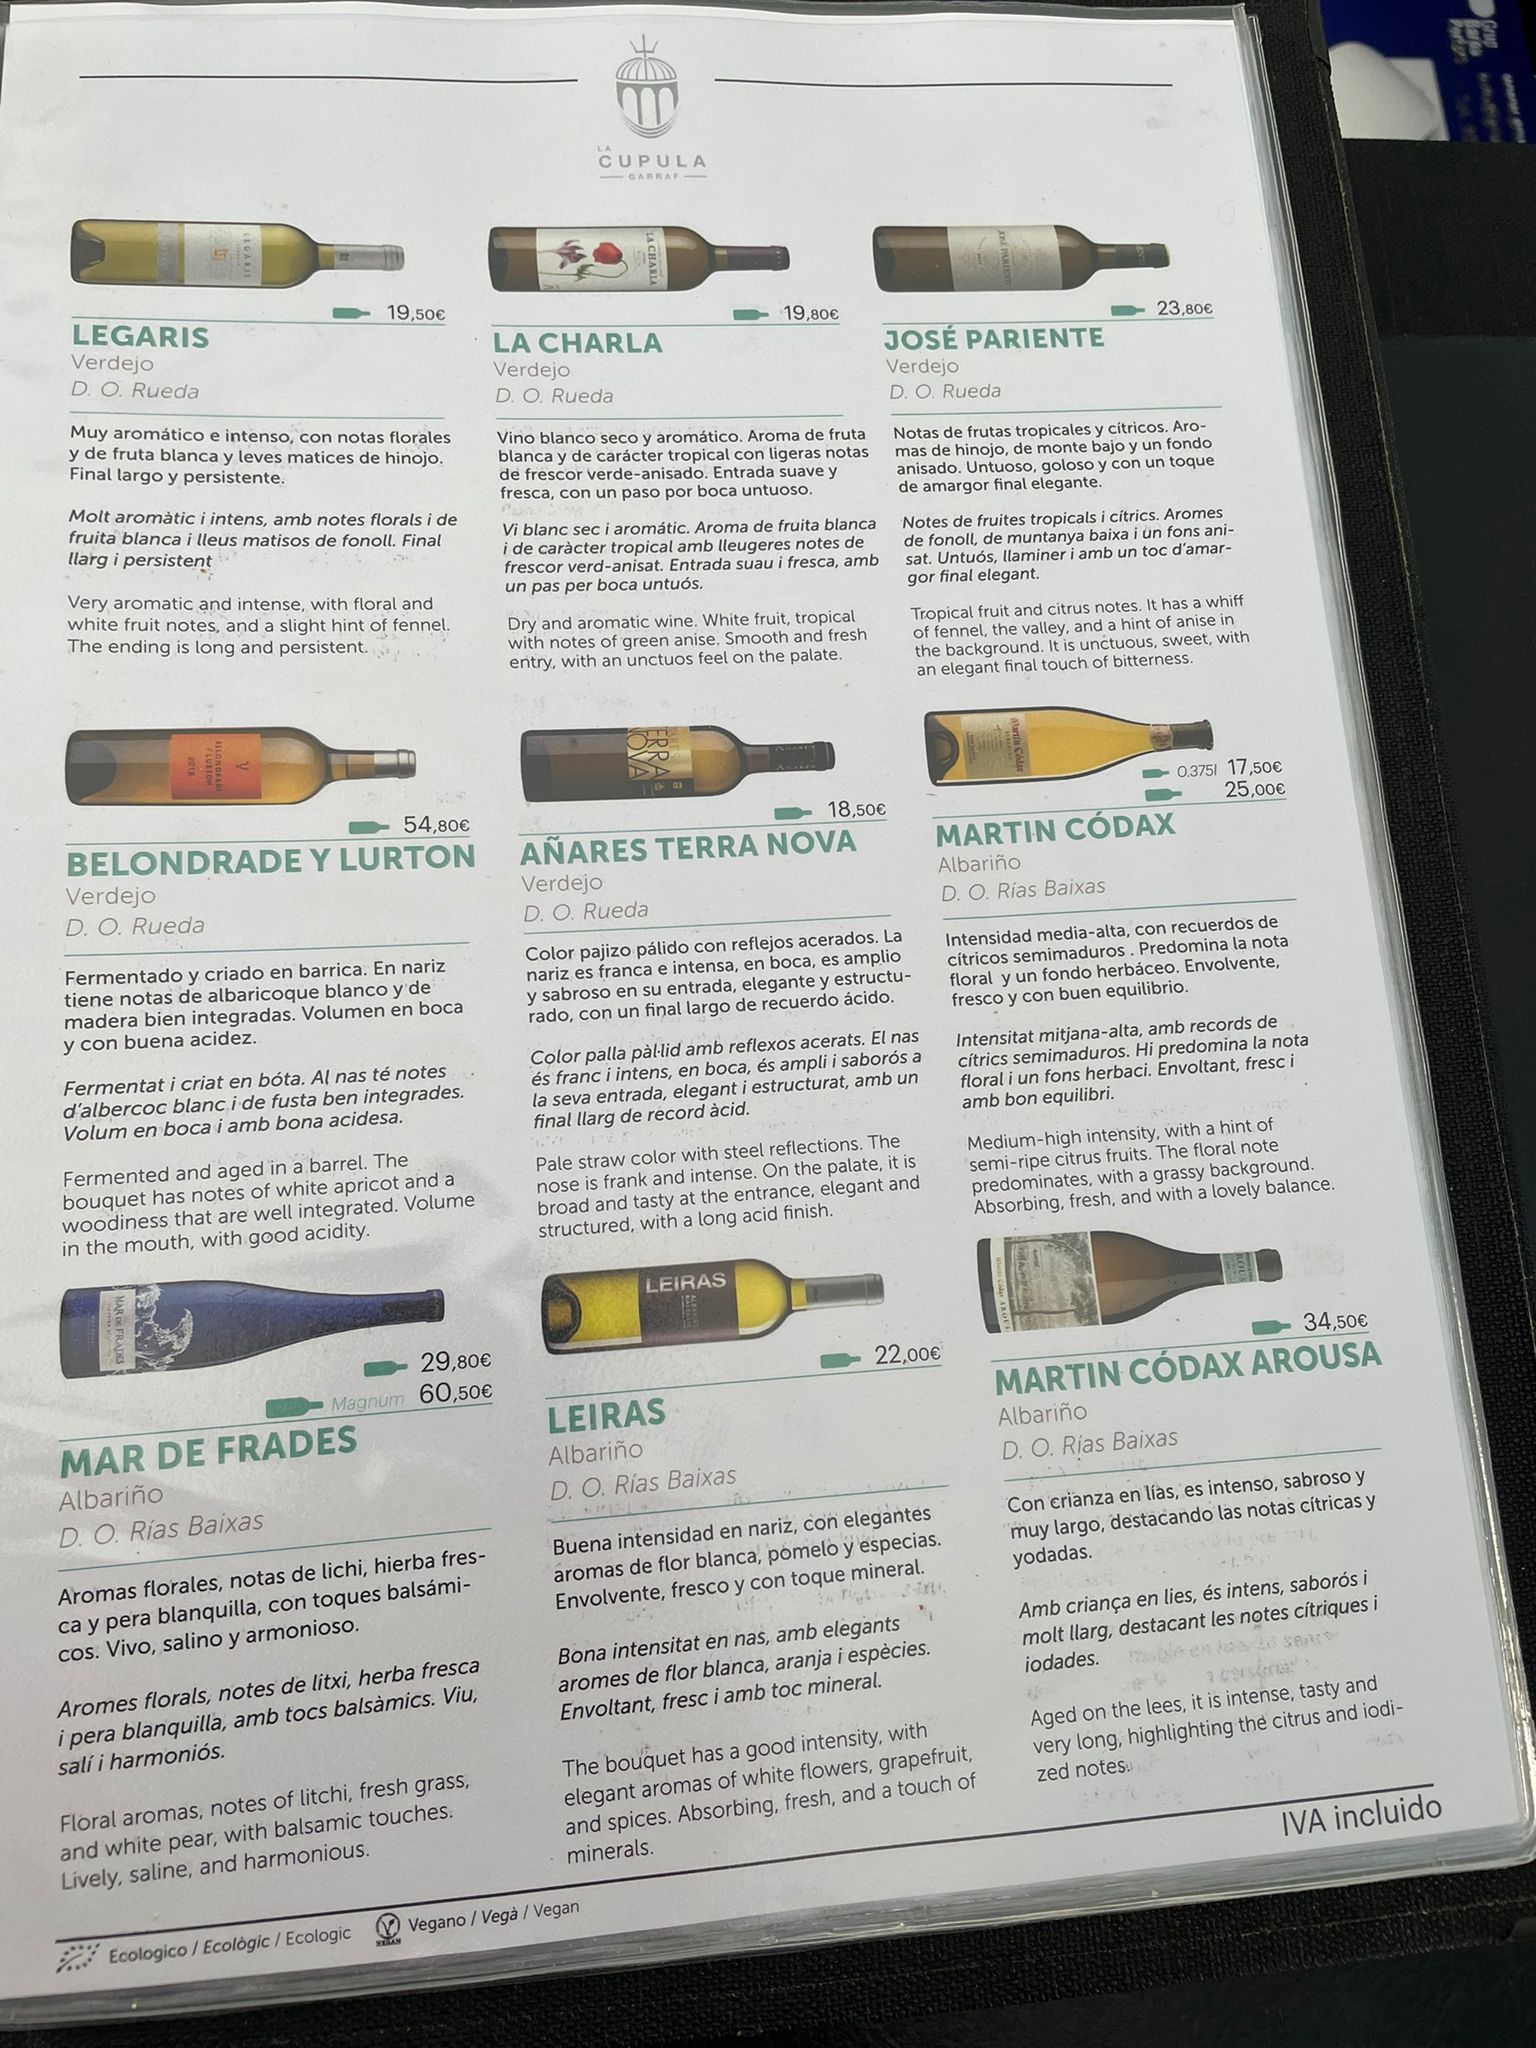 LA
CUPULA
GARRAF
19,50€
LEGARIS
Verdejo
D. O. Rueda
Muy aromático e intenso, con notas florales
y de fruta blanca y leves matices de hinojo.
Final largo y persistente.
Molt aromàtic i intens, amb notes florals i de
fruita blanca i lleus matisos de fonoll. Final
llarg i persistent
Very aromatic and intense, with floral and
white fruit notes, and a slight hint of fennel.
The ending is long and persistent.
LA CHARLA
19,80€
LA CHARLA
Verdejo
D. O. Rueda
Vino blanco seco y aromático. Aroma de fruta
blanca y de carácter tropical con ligeras notas
de frescor verde-anisado. Entrada suave y
fresca, con un paso por boca untuoso.
Vi blanc sec i aromátic. Aroma de fruita blanca
i de caràcter tropical amb lleugeres notes de
frescor verd-anisat. Entrada suau i fresca, amb
un pas per boca untuós.
Dry and aromatic wine. White fruit, tropical
with notes of green anise. Smooth and fresh
entry, with an unctuos feel on the palate.
JOSÉ PARIENTE
23,80€
JOSÉ PARIENTE
Verdejo
D. O. Rueda
Notas de frutas tropicales y cítricos. Aro-
mas de hinojo, de monte bajo y un fondo
anisado. Untuoso, goloso y con un toque
de amargor final elegante.
Notes de fruites tropicals i cítrics. Aromes
de fonoll, de muntanya baixa i un fons ani-
sat. Untuós, llaminer i amb un toc d'amar-
gor final elegant.
Tropical fruit and citrus notes. It has a whiff
of fennel, the valley, and a hint of anise in
the background. It is unctuous, sweet, with
an elegant final touch of bitterness.
BELONDRADE
Y LURTON
2018
54,80€
BELONDRADE Y LURTON
Verdejo
D. O. Rueda
Fermentado y criado en barrica. En nariz
tiene notas de albaricoque blanco y de
madera bien integradas. Volumen en boca
y con buena acidez.
Fermentat i criat en bóta. Al nas té notes
d'albercoc blanc i de fusta ben integrades.
Volum en boca i amb bona acidesa.
Fermented and aged in a barrel. The
bouquet has notes of white apricot and a
woodiness that are well integrated. Volume
in the mouth, with good acidity.
AÑARES
18,50€
AÑARES TERRA NOVA
Verdejo
D. O. Rueda
Color pajizo pálido con reflejos acerados. La
nariz es franca e intensa, en boca, es amplio
y sabroso en su entrada, elegante y estructu-
rado, con un final largo de recuerdo ácido.
Color palla pàl·lid amb reflexos acerats. El nas
és franc i intens, en boca, és ampli i saborós a
la seva entrada, elegant i estructurat, amb un
final llarg de record àcid.
Pale straw color with steel reflections. The
nose is frank and intense. On the palate, it is
broad and tasty at the entrance, elegant and
structured, with a long acid finish.
Martin Códax
0.375l 17,50€
25,00€
MARTIN CÓDAX
Albariño
D. O. Rías Baixas
Intensidad media-alta, con recuerdos de
cítricos semimaduros . Predomina la nota
floral y un fondo herbáceo. Envolvente,
fresco y con buen equilibrio.
Intensitat mitjana-alta, amb records de
cítrics semimaduros. Hi predomina la nota
floral i un fons herbaci. Envoltant, fresc i
amb bon equilibri.
Medium-high intensity, with a hint of
semi-ripe citrus fruits. The floral note
predominates, with a grassy background.
Absorbing, fresh, and with a lovely balance.
MAR DE FRADES
29,80€
Magnum 60,50€
MAR DE FRADES
Albariño
D. O. Rías Baixas
Aromas florales, notas de lichi, hierba fres-
ca y pera blanquilla, con toques balsámi-
cos. Vivo, salino y armonioso.
Aromes florals, notes de litxi, herba fresca
i pera blanquilla, amb tocs balsàmics. Viu,
salí i harmoniós.
Floral aromas, notes of litchi, fresh grass,
and white pear, with balsamic touches.
Lively, saline, and harmonious.
LEIRAS
22,00€
LEIRAS
Albariño
D. O. Rías Baixas
Buena intensidad en nariz, con elegantes
aromas de flor blanca, pomelo y especias.
Envolvente, fresco y con toque mineral.
Bona intensitat en nas, amb elegants
aromes de flor blanca, aranja i espècies.
Envoltant, fresc i amb toc mineral.
The bouquet has a good intensity, with
elegant aromas of white flowers, grapefruit,
and spices. Absorbing, fresh, and a touch of
minerals.
34,50€
MARTIN CÓDAX AROUSA
Albariño
D. O. Rías Baixas
Con crianza en lías, es intenso, sabroso y
muy largo, destacando las notas cítricas y
yodadas.
Amb criança en lies, és intens, saborós i
molt llarg, destacant les notes cítriques i
iodades.
Aged on the lees, it is intense, tasty and
very long, highlighting the citrus and iodi-
zed notes.
IVA incluido
Ecologico / Ecològic / Ecologic
VEGAN
Vegano / Vegà / Vegan